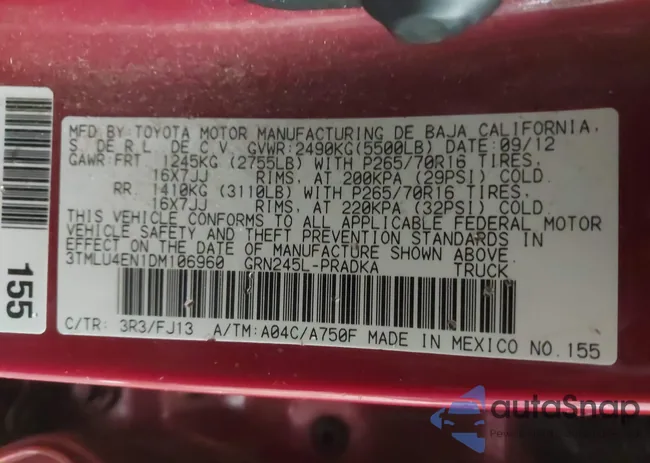 MFD BY TOYOTA MOTOR MANUFACTURING DE BAJA CALIFORNIA,
S. DE R.L. DE C.V. GVWR:2490KG(5500LB) DATE:09/12
GAWR:FRT 1245KG (2755LB) WITH P265/70R16 TIRES,
16X7JJ RIMS, AT 200KPA (29PSI) COLD.
RR 1410KG (3110LB) WITH P265/70R16 TIRES,
16X7JJ RIMS, AT 220KPA (32PSI) COLD.
THIS VEHICLE CONFORMS TO ALL APPLICABLE FEDERAL MOTOR
VEHICLE SAFETY AND THEFT PREVENTION STANDARDS IN
EFFECT ON THE DATE OF MANUFACTURE SHOWN ABOVE.
3TMLU4EN1DM106960 GRN245L-PRADKA TRUCK
C/TR: 3R3/FJ13 A/TM:A04C/A750F MADE IN MEXICO NO.155
155
autoSnap